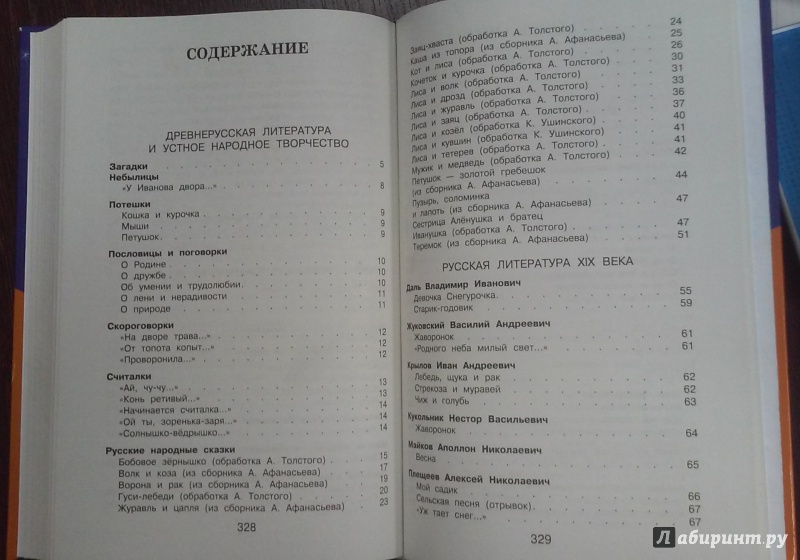 СОДЕРЖАНИЕ
ДРЕВНЕРУССКАЯ ЛИТЕРАТУРА
И УСТНОЕ НАРОДНОЕ ТВОРЧЕСТВО
Загадки 5
Небылицы
«У Иванова двора...» 8
Потешки
Кошка и курочка 9
Мыши 9
Петушок 9
Пословицы и поговорки
О Родине 10
О дружбе 10
Об умении и трудолюбии 10
О лени и нерадивости 11
О природе 11
Скороговорки
«На дворе трава...» 12
«От топота копыт...» 12
«Проворонила...» 12
Считалки
«Ай, чу-чу...» 13
«Конь ретивый...» 13
«Начинается считалка...» 14
«Ой ты, зоренька-заря...» 14
«Солнышко-вёдрышко...» 14
Русские народные сказки
Бобовое зёрнышко (обработка А. Толстого) 15
Волк и коза (из сборника А. Афанасьева) 17
Ворона и рак (из сборника А. Афанасьева) 19
Гуси-лебеди (обработка А. Толстого) 20
Журавль и цапля (из сборника А. Афанасьева) 23
328
Заяц-хваста (обработка А. Толстого) 24
Каша из топора (из сборника А. Афанасьева) 25
Кот и лиса (обработка А. Толстого) 26
Кочеток и курочка (обработка А. Толстого) 30
Лиса и волк (обработка А. Толстого) 31
Лиса и дрозд (обработка А. Толстого) 33
Лиса и журавль (обработка А. Толстого) 36
Лиса и заяц (обработка А. Толстого) 37
Лиса и козёл (обработка К. Ушинского) 40
Лиса и кувшин (обработка К. Ушинского) 41
Лиса и тетерев (обработка А. Толстого) 41
Мужик и медведь (обработка А. Толстого) 42
Петушок — золотой гребешок
(из сборника А. Афанасьева) 44
Пузырь, соломинка
и лапоть (из сборника А. Афанасьева) 47
Сестрица Алёнушка и братец
Иванушка (обработка А. Толстого) 47
Теремок (из сборника А. Афанасьева) 51
РУССКАЯ ЛИТЕРАТУРА XIX ВЕКА
Даль Владимир Иванович
Девочка Снегурочка 55
Старик-годовик 59
Жуковский Василий Андреевич
Жаворонок 61
«Родного неба милый свет...» 61
Крылов Иван Андреевич
Лебедь, щука и рак 62
Стрекоза и муравей 62
Чиж и голубь 63
Кукольник Нестор Васильевич
Жаворонок 64
Майков Аполлон Николаевич
Весна 65
Плещеев Алексей Николаевич
Мой садик 66
Сельская песня (отрывок) 67
«Уж тает снег...» 67
329
Лабиринт.ру